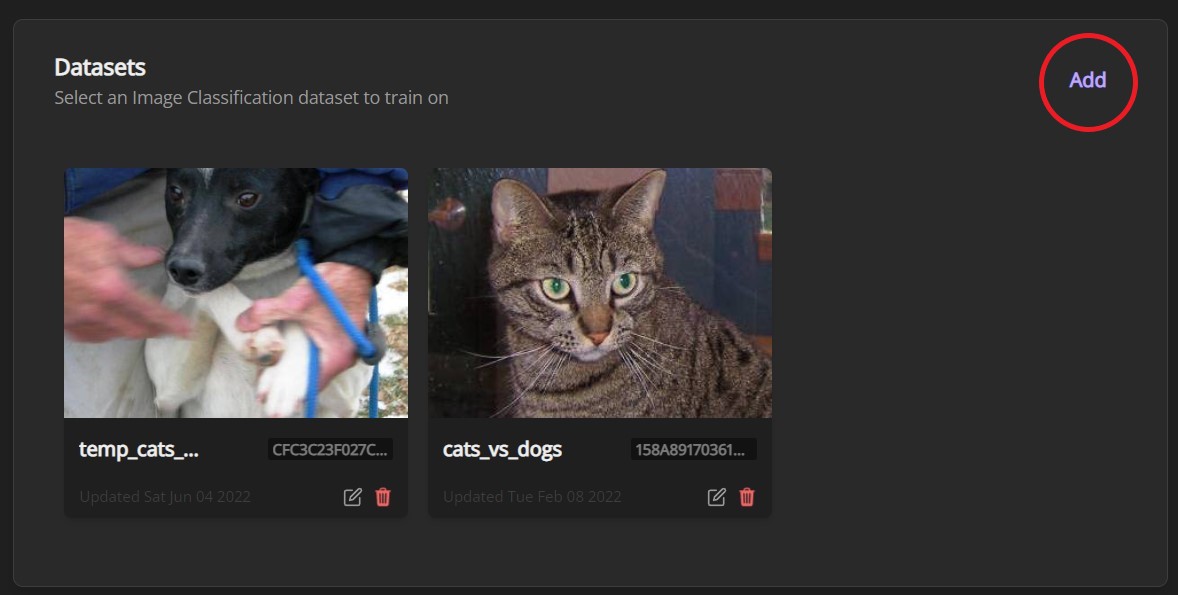 Datasets
Select an Image Classification dataset to train on
Add
temp_cats_...
CFC3C23F027C...
Updated Sat Jun 04 2022
cats_vs_dogs
158A89170361...
Updated Tue Feb 08 2022